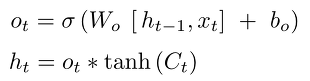 o_t = σ (W_o [ h_{t−1}, x_t] + b_o)
h_t = o_t * tanh (C_t)